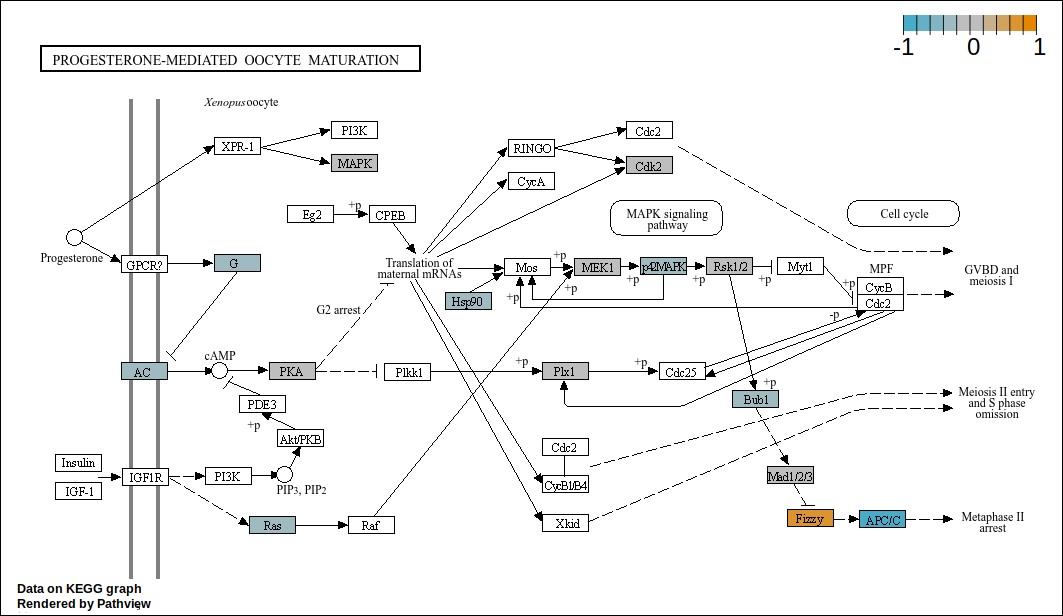 -1 0 1
PROGESTERONE-MEDIATED OOCYTE MATURATION
Xenopus oocyte
XPR-1
PI3K
MAPK
RINGO
CycA
Cdc2
Cdk2
Eg2
+p
CPEB
MAPK signaling
pathway
Cell cycle
Progesterone
GPCR?
G
Translation of
maternal mRNAs
Mos
+p
MEK1
+p
p42MAPK
+p
Rsk1/2
+p
Myt1
+p
MPF
CycB
Cdc2
GVBD and
meiosis I
Hsp90
+p
+p
-p
G2 arrest
AC
cAMP
PKA
Plkk1
+p
Plx1
+p
Cdc25
+p
Bub1
Meiosis II entry
and S phase
omission
PDE3
+p
Akt/PKB
Cdc2
CycB1/B4
Insulin
IGF-1
IGF1R
PI3K
PIP3, PIP2
Mad1/2/3
Ras
Raf
Xkid
Fizzy
APC/C
Metaphase II
arrest
Data on KEGG graph
Rendered by Pathview